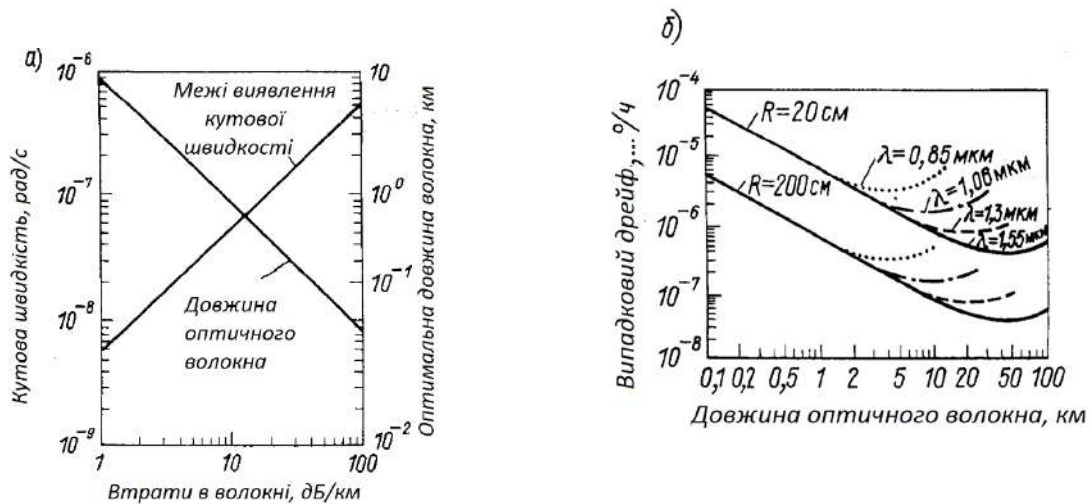 а)
Кутова швидкість, рад/с
10⁻⁶
10⁻⁷
10⁻⁸
10⁻⁹
Межі виявлення
кутової
швидкості
Довжина
оптичного
волокна
10
10⁰
10⁻¹
10⁻²
Оптимальна довжина волокна, км
1 10 100
Втрати в волокні, дБ/км
б)
Випадковий дрейф,...°/ч
10⁻⁴
10⁻⁵
10⁻⁶
10⁻⁷
10⁻⁸
R=20 см
R=200 см
λ=0,85 мкм
λ=1,06 мкм
λ=1,3 мкм
λ=1,55 мкм
0,1 0,2 0,5 1 2 5 10 20 50 100
Довжина оптичного волокна, км